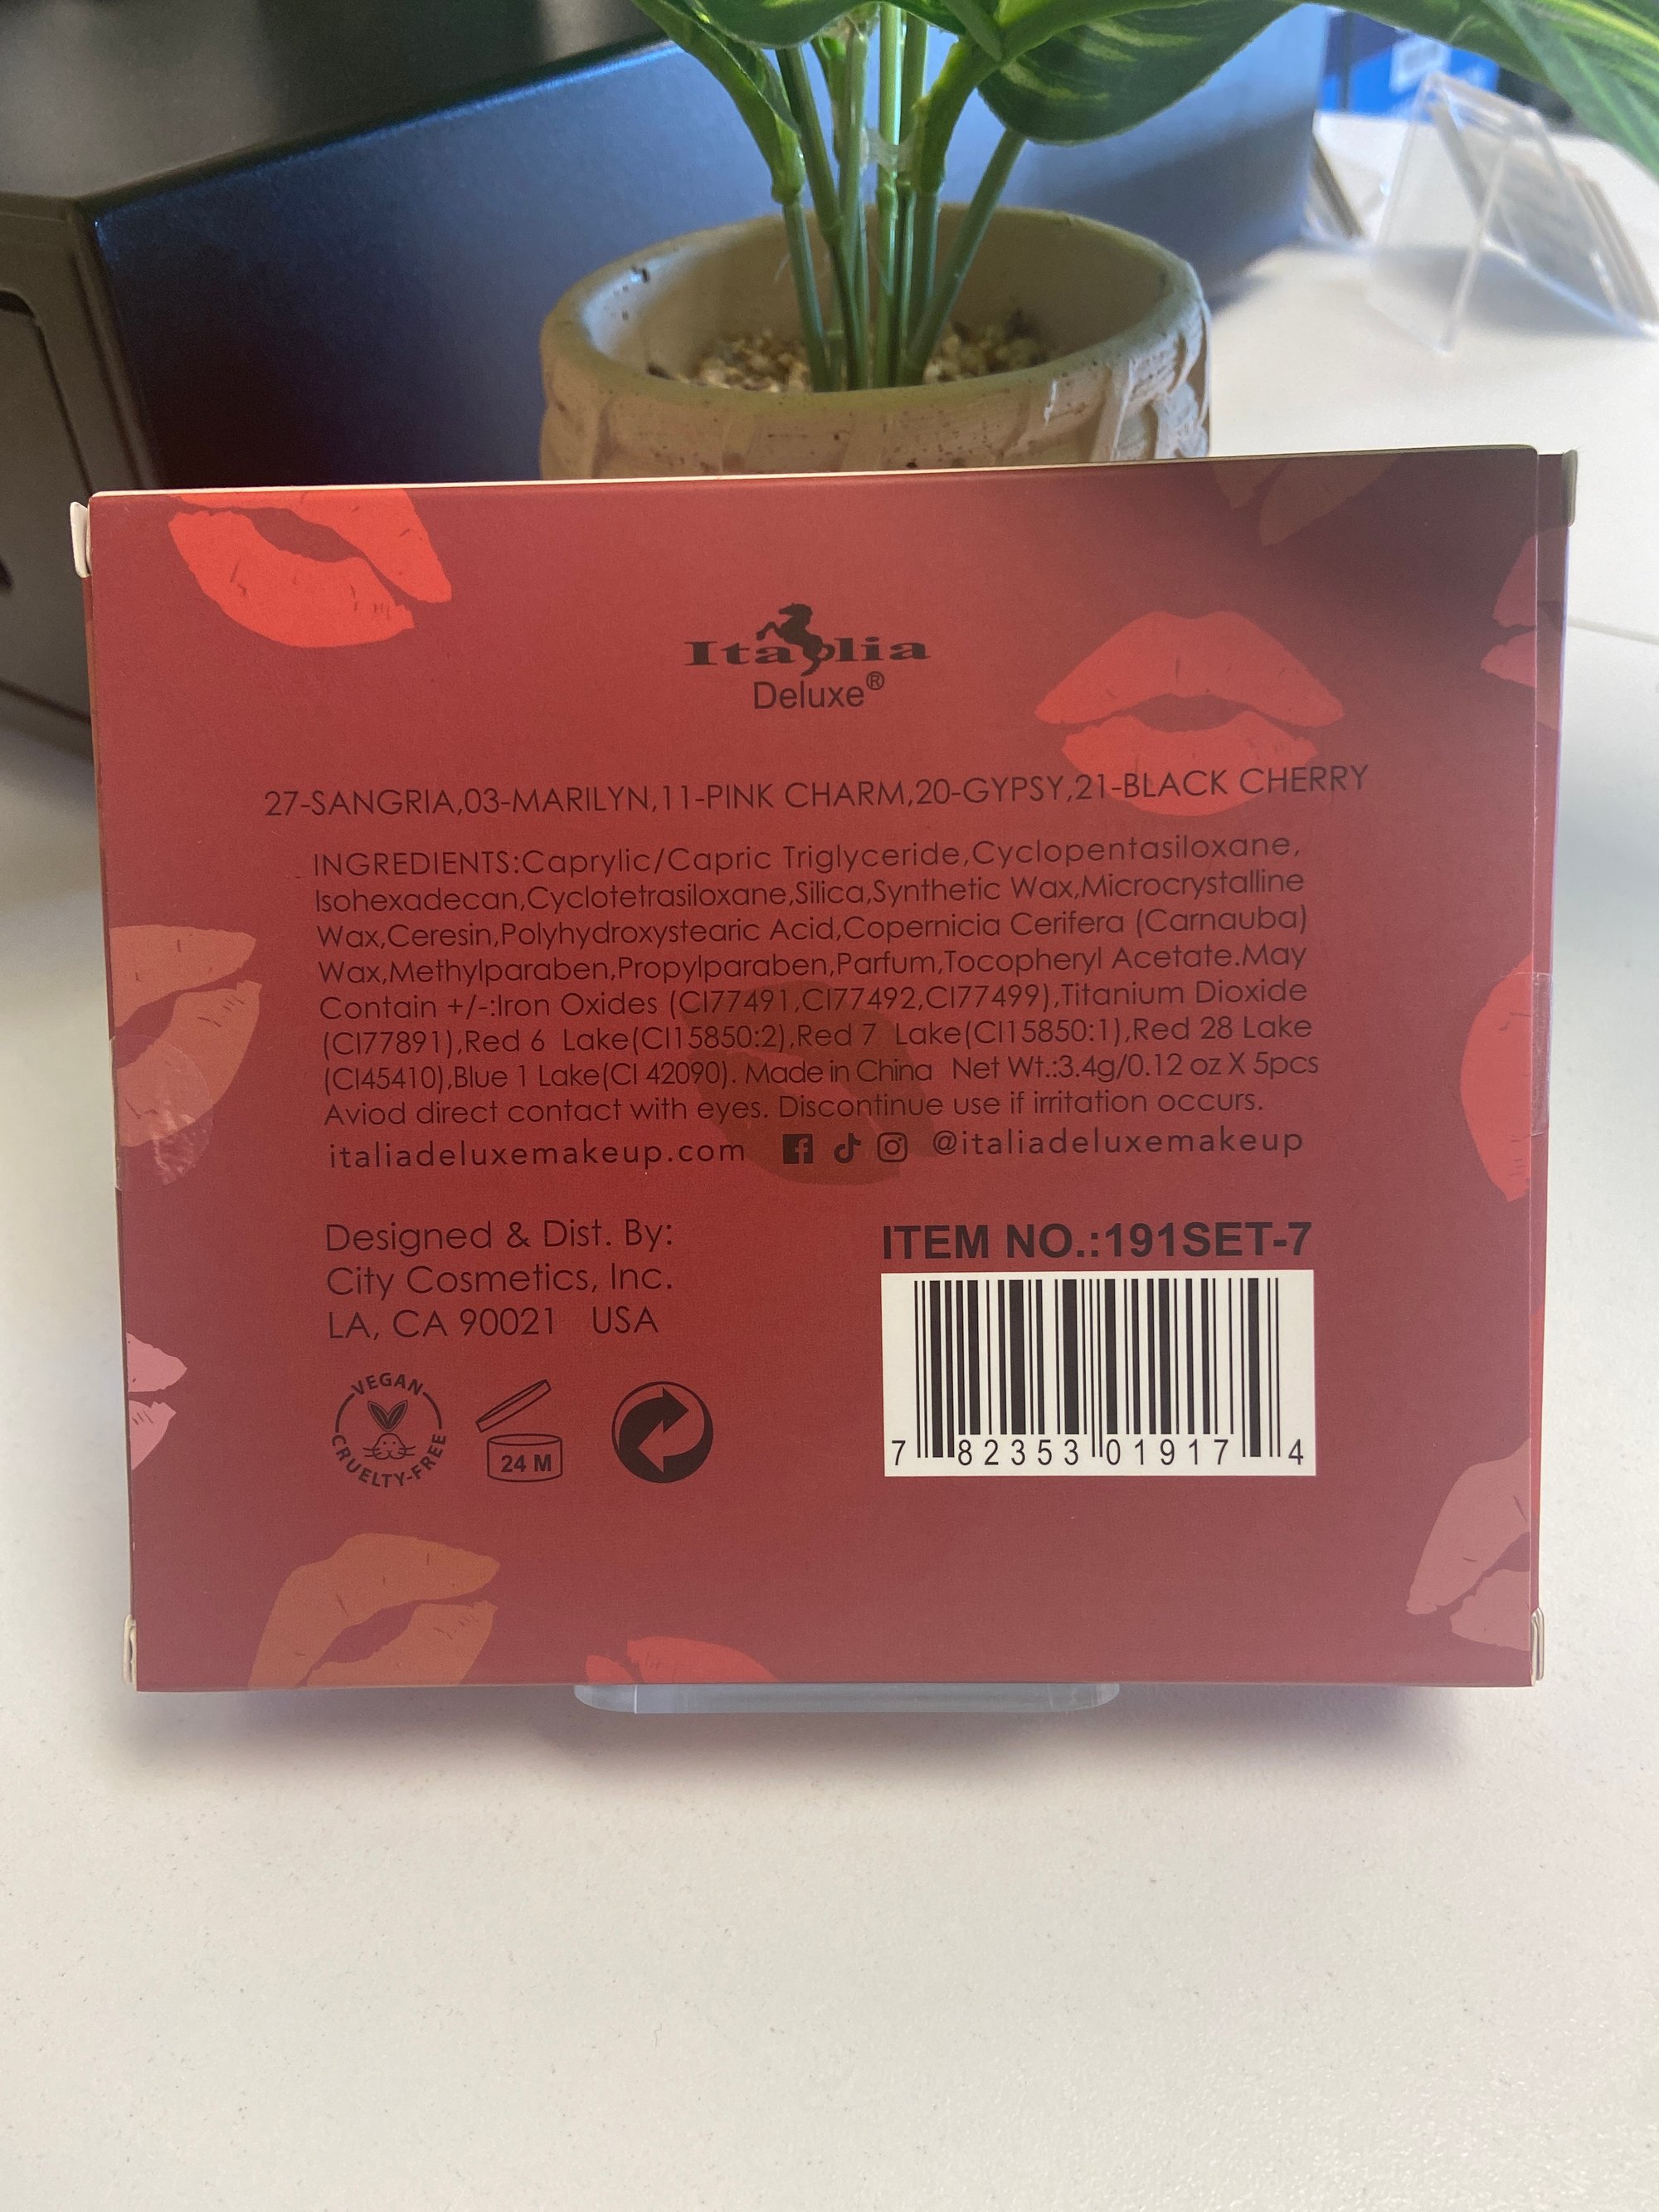 Italia
Deluxe®
27-SANGRIA,03-MARILYN,11-PINK CHARM,20-GYPSY,21-BLACK CHERRY
INGREDIENTS:Caprylic/Capric Triglyceride,Cyclopentasiloxane,
Isohexadecan,Cyclotetrasiloxane,Silica,Synthetic Wax,Microcrystalline
Wax,Ceresin,Polyhydroxystearic Acid,Copernicia Cerifera (Carnauba)
Wax,Methylparaben,Propylparaben,Parfum,Tocopheryl Acetate.May
Contain +/-:Iron Oxides (CI77491,CI77492,CI77499),Titanium Dioxide
(CI77891),Red 6 Lake(CI15850:2),Red 7 Lake(CI15850:1),Red 28 Lake
(CI45410),Blue 1 Lake(CI 42090). Made in China Net Wt.:3.4g/0.12 oz X 5pcs
Aviod direct contact with eyes. Discontinue use if irritation occurs.
italiadeluxemakeup.com @italiadeluxemakeup
Designed & Dist. By:
City Cosmetics, Inc.
LA, CA 90021 USA
VEGAN
CRUELTY-FREE
24 M
ITEM NO.:191SET-7
7 82353 01917 4